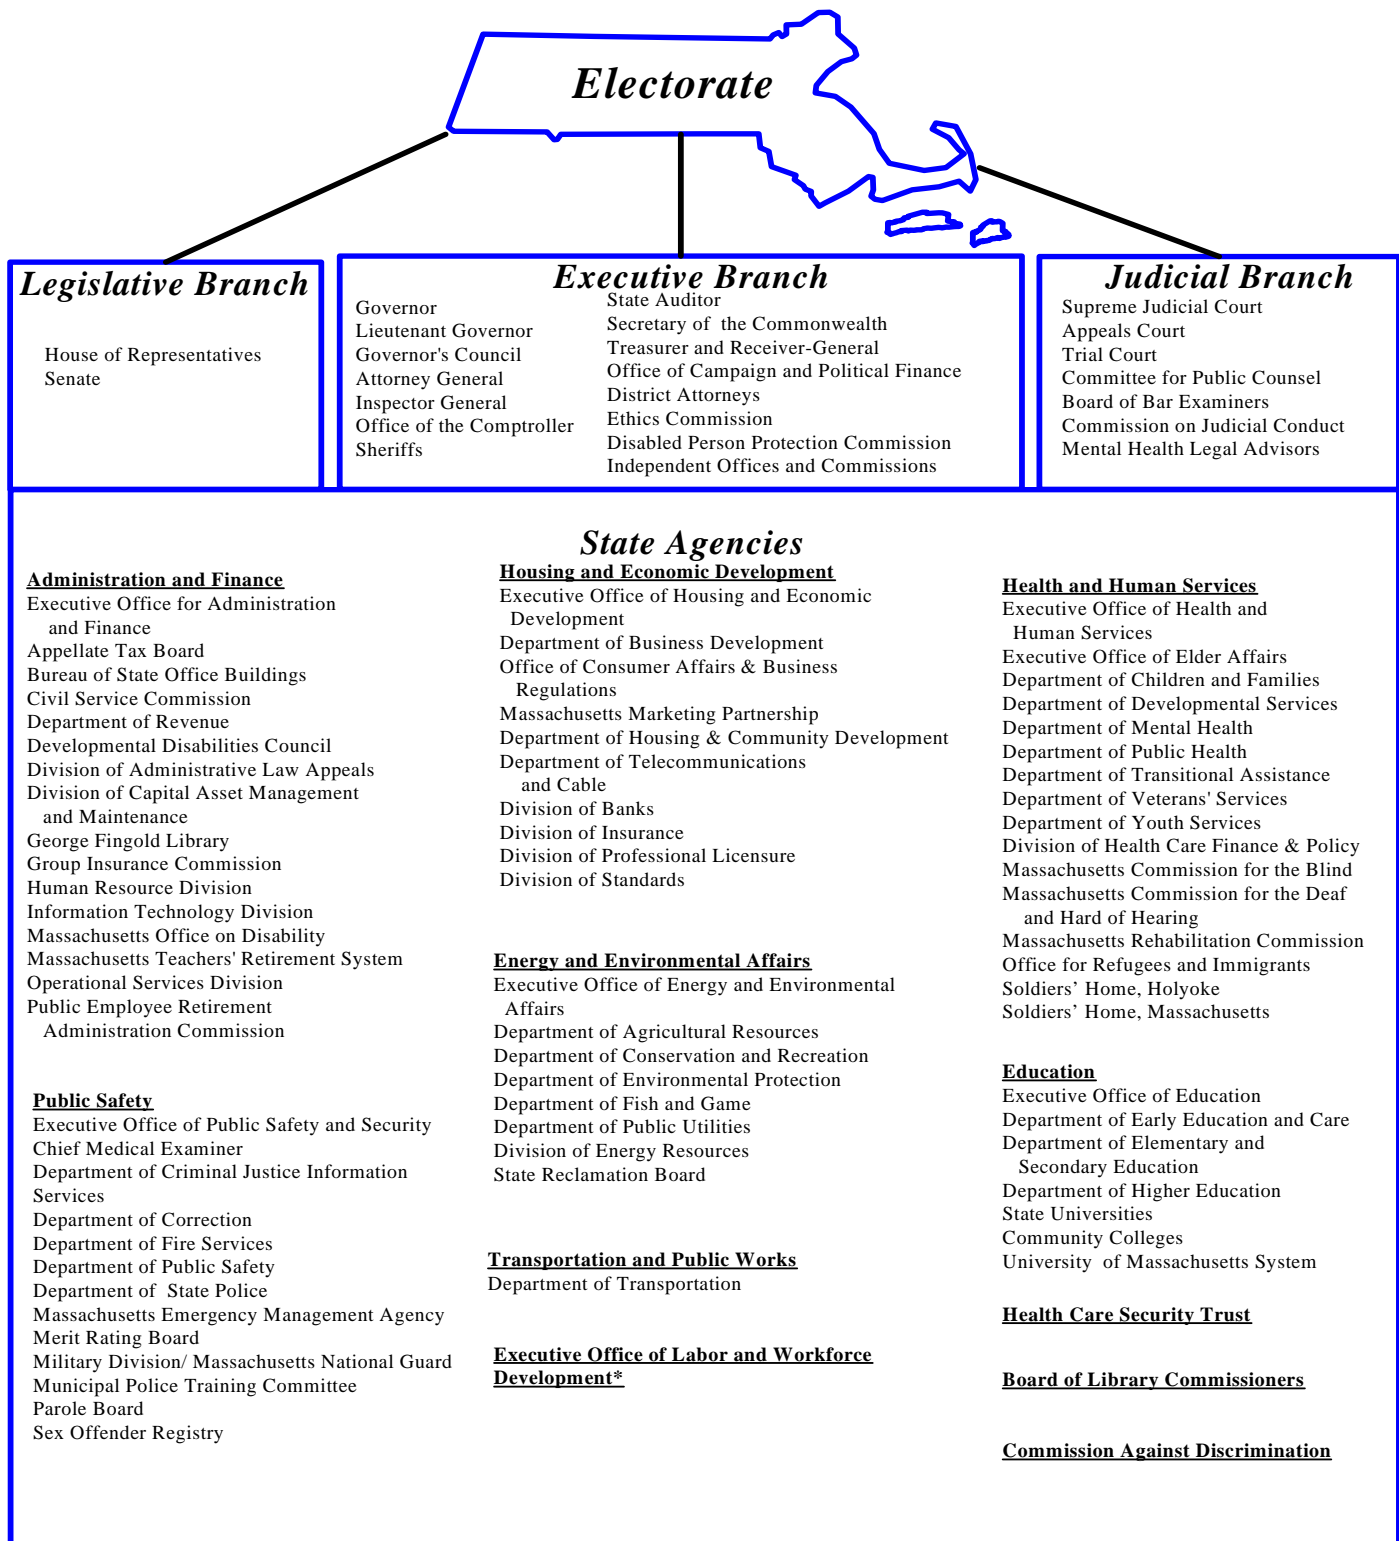 Electorate
Legislative Branch
House of Representatives
Senate
Executive Branch
Governor
Lieutenant Governor
Governor's Council
Attorney General
Inspector General
Office of the Comptroller
Sheriffs
State Auditor
Secretary of the Commonwealth
Treasurer and Receiver-General
Office of Campaign and Political Finance
District Attorneys
Ethics Commission
Disabled Person Protection Commission
Independent Offices and Commissions
Judicial Branch
Supreme Judicial Court
Appeals Court
Trial Court
Committee for Public Counsel
Board of Bar Examiners
Commission on Judicial Conduct
Mental Health Legal Advisors
State Agencies
Administration and Finance
Executive Office for Administration
and Finance
Appellate Tax Board
Bureau of State Office Buildings
Civil Service Commission
Department of Revenue
Developmental Disabilities Council
Division of Administrative Law Appeals
Division of Capital Asset Management
and Maintenance
George Fingold Library
Group Insurance Commission
Human Resource Division
Information Technology Division
Massachusetts Office on Disability
Massachusetts Teachers' Retirement System
Operational Services Division
Public Employee Retirement
Administration Commission
Public Safety
Executive Office of Public Safety and Security
Chief Medical Examiner
Department of Criminal Justice Information
Services
Department of Correction
Department of Fire Services
Department of Public Safety
Department of State Police
Massachusetts Emergency Management Agency
Merit Rating Board
Military Division/ Massachusetts National Guard
Municipal Police Training Committee
Parole Board
Sex Offender Registry
Housing and Economic Development
Executive Office of Housing and Economic
Development
Department of Business Development
Office of Consumer Affairs & Business
Regulations
Massachusetts Marketing Partnership
Department of Housing & Community Development
Department of Telecommunications
and Cable
Division of Banks
Division of Insurance
Division of Professional Licensure
Division of Standards
Energy and Environmental Affairs
Executive Office of Energy and Environmental
Affairs
Department of Agricultural Resources
Department of Conservation and Recreation
Department of Environmental Protection
Department of Fish and Game
Department of Public Utilities
Division of Energy Resources
State Reclamation Board
Transportation and Public Works
Department of Transportation
Executive Office of Labor and Workforce
Development*
Health and Human Services
Executive Office of Health and
Human Services
Executive Office of Elder Affairs
Department of Children and Families
Department of Developmental Services
Department of Mental Health
Department of Public Health
Department of Transitional Assistance
Department of Veterans' Services
Department of Youth Services
Division of Health Care Finance & Policy
Massachusetts Commission for the Blind
Massachusetts Commission for the Deaf
and Hard of Hearing
Massachusetts Rehabilitation Commission
Office for Refugees and Immigrants
Soldiers’ Home, Holyoke
Soldiers’ Home, Massachusetts
Education
Executive Office of Education
Department of Early Education and Care
Department of Elementary and
Secondary Education
Department of Higher Education
State Universities
Community Colleges
University of Massachusetts System
Health Care Security Trust
Board of Library Commissioners
Commission Against Discrimination